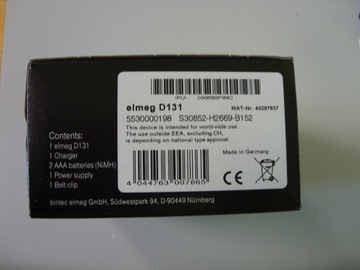 IPUI:
elmeg D131
MAT-Nr. 40297637
5530000198 S30852-H2669-B152
This device is intended for world-wide use.
The use outside EEA, excluding CH,
is depending on national type approval.
CE
4 044763 007865
MADE IN GERMANY
Contents:
1 elmeg D131
1 Charger
2 AAA batteries (NiMH)
1 Power supply
1 Belt clip
bintec elmeg GmbH, Südwestpark 94, D-90449 Nürnberg